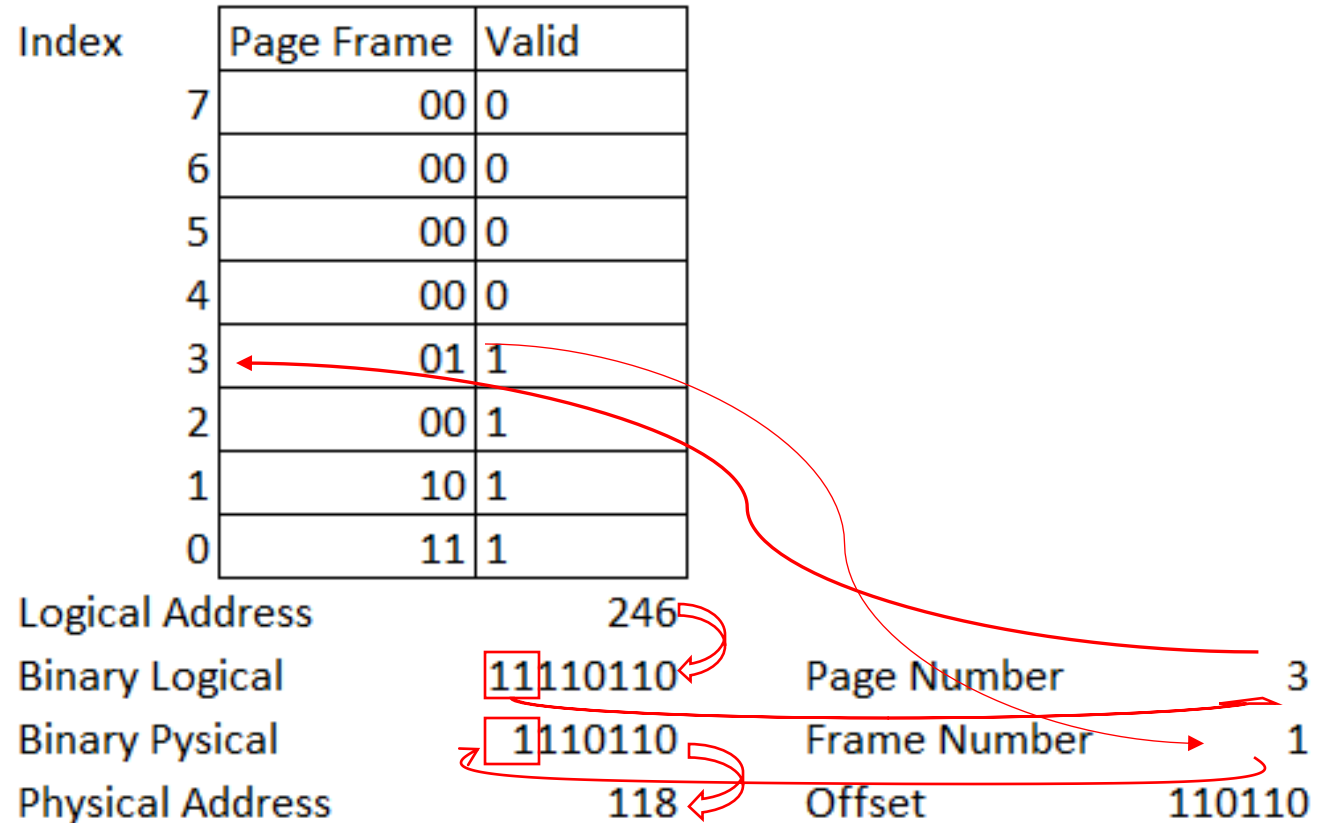 Index Page Frame Valid
7 00 0
6 00 0
5 00 0
4 00 0
3 01 1
2 00 1
1 10 1
0 11 1
Logical Address 246
Binary Logical 11110110 Page Number 3
Binary Pysical 1110110 Frame Number 1
Physical Address 118 Offset 110110